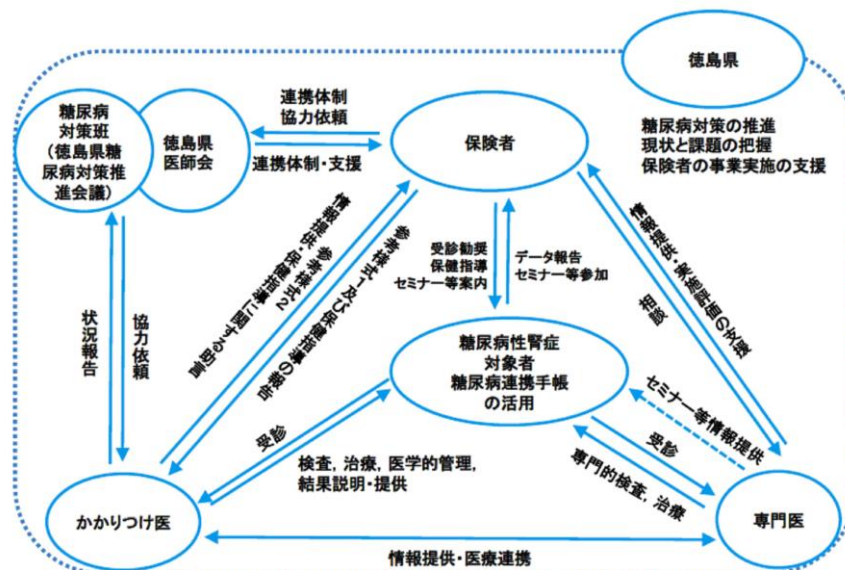 徳島県
糖尿病対策の推進
現状と課題の把握
保険者の事業実施の支援
糖尿病
対策班
（徳島県糖
尿病対策推
進会議）
徳島県
医師会
連携体制
協力依頼
連携体制・支援
保険者
情報提供・保健指導に関する助言
参考様式2
参考様式1及び保健指導の報告
受診勧奨
保健指導
セミナー等案内
データ報告
セミナー等参加
情報提供・実施評価の支援
相談
状況報告
協力依頼
糖尿病性腎症
対象者
糖尿病連携手帳
の活用
セミナー等情報提供
受診
専門的検査, 治療
受診
検査, 治療, 医学的管理,
結果説明・提供
かかりつけ医
専門医
情報提供・医療連携